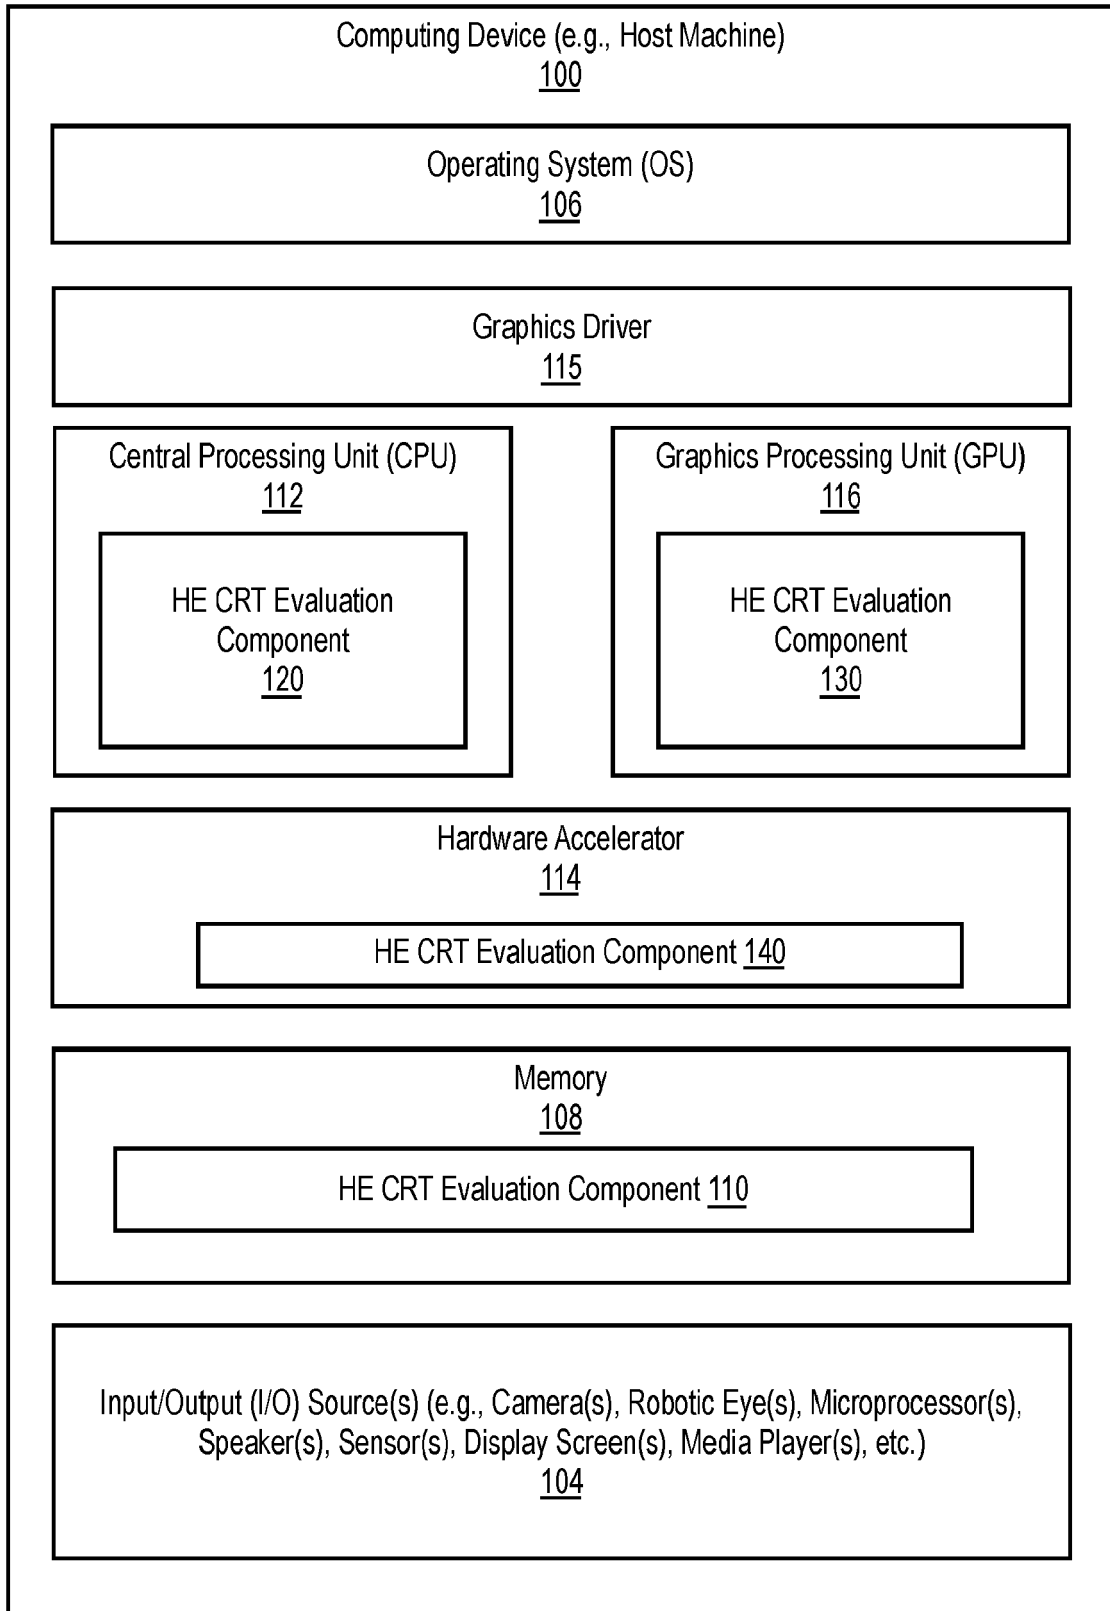 Computing Device (e.g., Host Machine)
100
Operating System (OS)
106
Graphics Driver
115
Central Processing Unit (CPU)
112
HE CRT Evaluation
Component
120
Graphics Processing Unit (GPU)
116
HE CRT Evaluation
Component
130
Hardware Accelerator
114
HE CRT Evaluation Component 140
Memory
108
HE CRT Evaluation Component 110
Input/Output (I/O) Source(s) (e.g., Camera(s), Robotic Eye(s), Microprocessor(s),
Speaker(s), Sensor(s), Display Screen(s), Media Player(s), etc.)
104